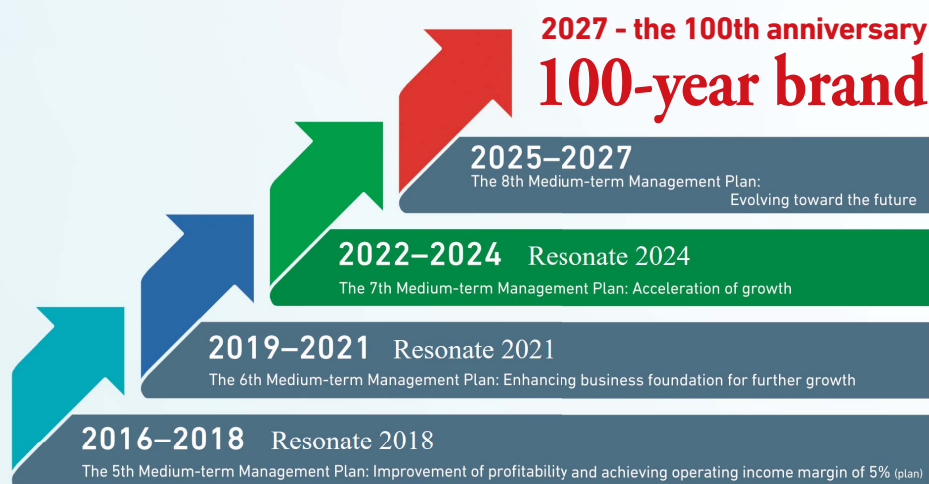 2027 - the 100th anniversary
100-year brand
2025–2027
The 8th Medium-term Management Plan:
Evolving toward the future
2022–2024 Resonate 2024
The 7th Medium-term Management Plan: Acceleration of growth
2019–2021 Resonate 2021
The 6th Medium-term Management Plan: Enhancing business foundation for further growth
2016–2018 Resonate 2018
The 5th Medium-term Management Plan: Improvement of profitability and achieving operating income margin of 5% (plan)